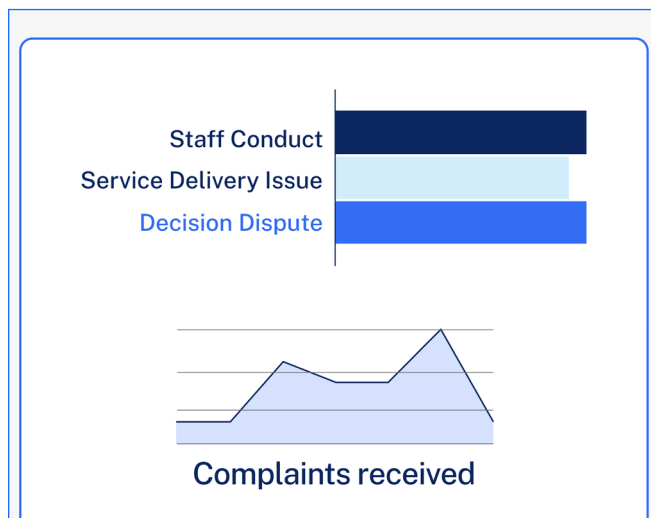 Staff Conduct
Service Delivery Issue
Decision Dispute
Complaints received